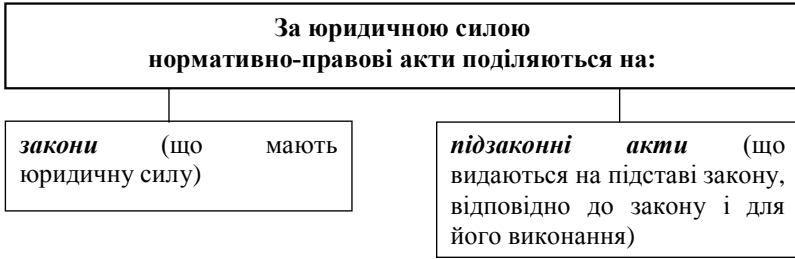 За юридичною силою
нормативно-правові акти поділяються на:
закони (що мають
юридичну силу)
підзаконні акти (що
видаються на підставі закону,
відповідно до закону і для
його виконання)